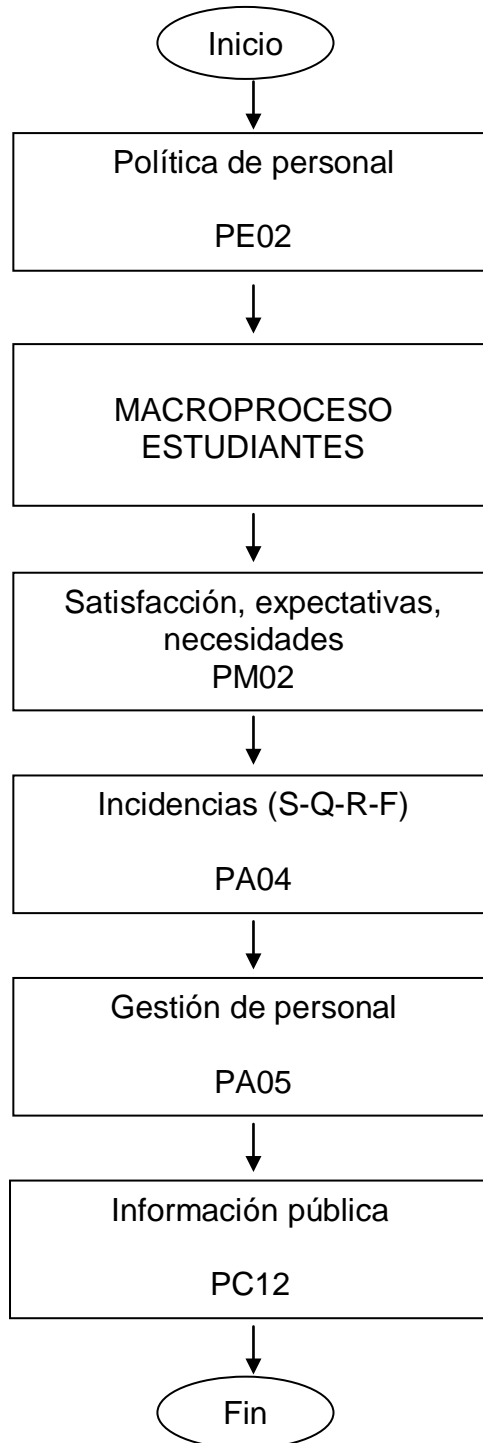 Inicio
Política de personal
PE02
MACROPROCESO
ESTUDIANTES
Satisfacción, expectativas,
necesidades
PM02
Incidencias (S-Q-R-F)
PA04
Gestión de personal
PA05
Información pública
PC12
Fin